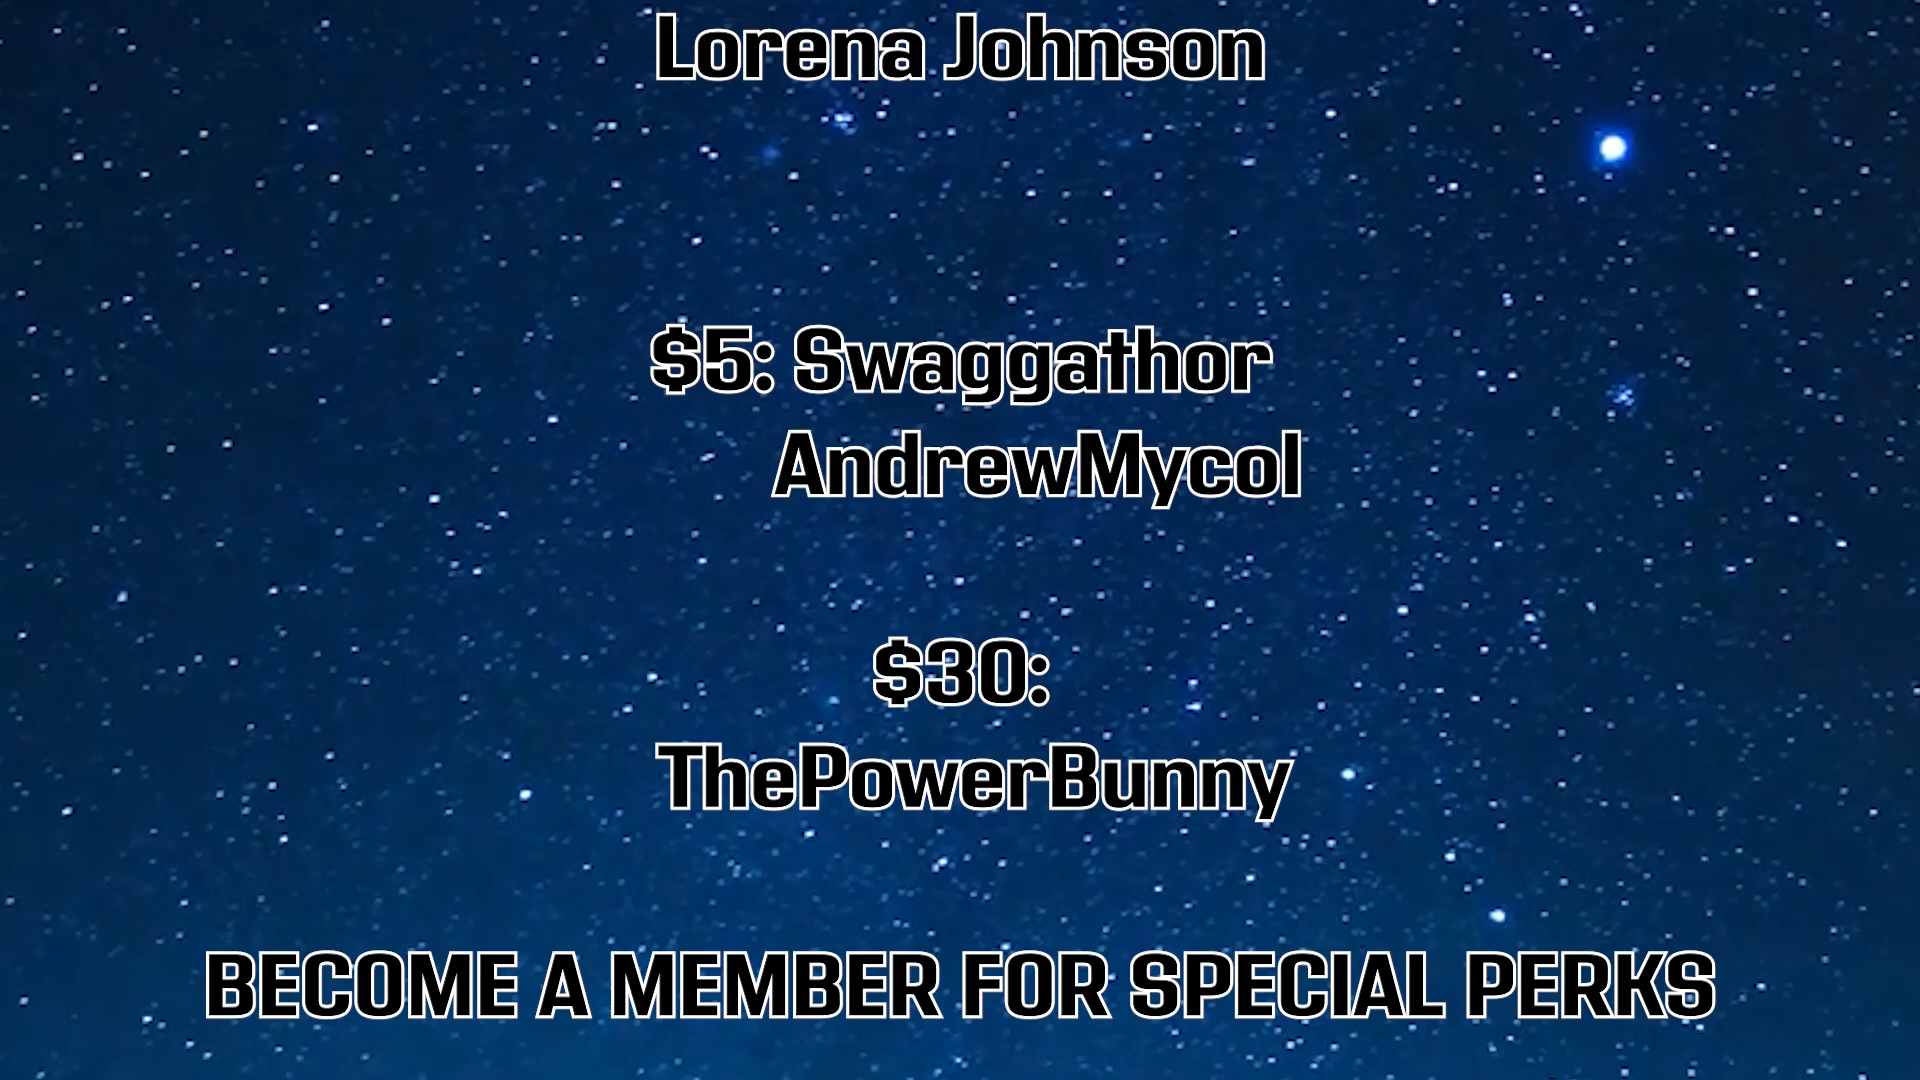 Lorena Johnson
$5: Swaggathor
AndrewMycol
$30:
ThePowerBunny
BECOME A MEMBER FOR SPECIAL PERKS